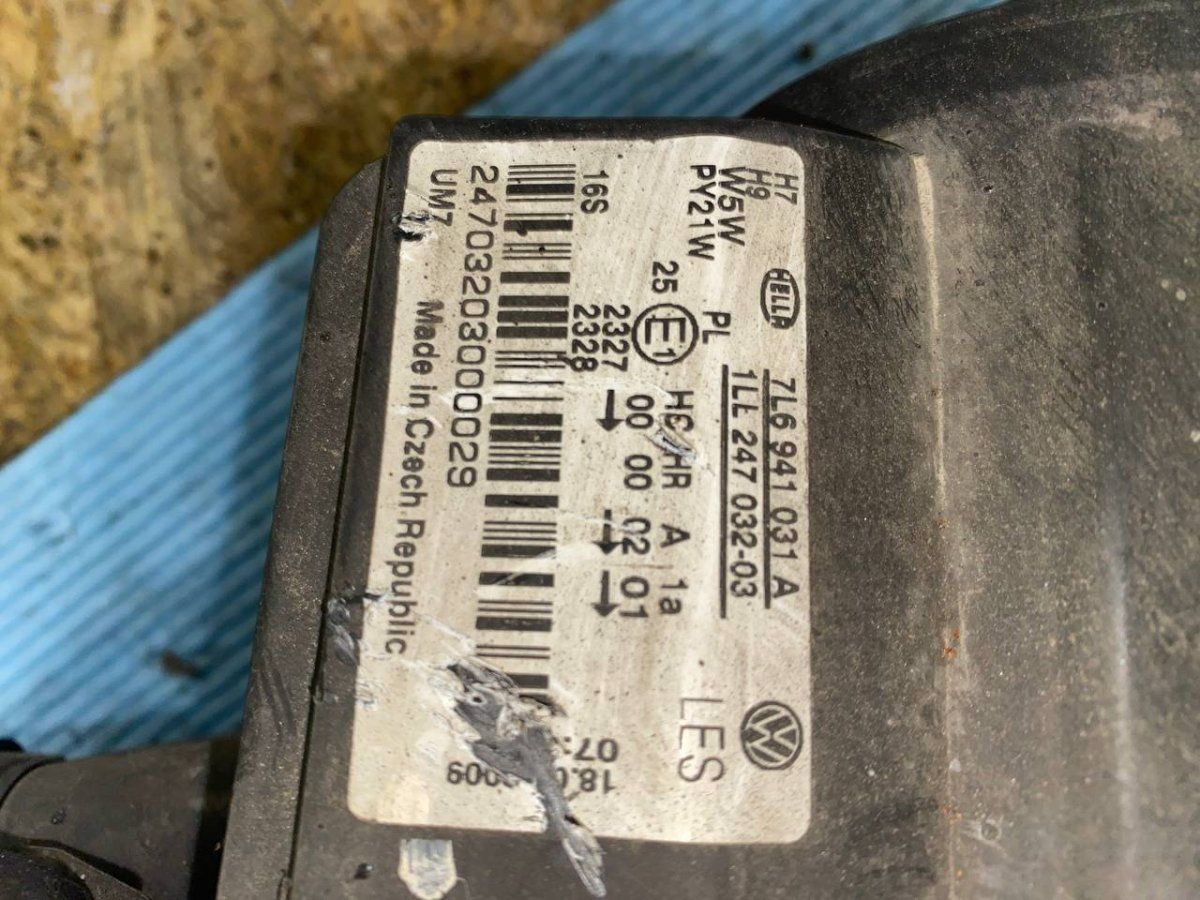 H7
H9
W5W
PY21W
HELLA
PL
7L6 941 031 A
1LL 247 032-03
LES
25 E1
HC/HR A 1a
2327 00 00 02 01
2328
16S
2470320300029
UM7
Made in Czech Republic